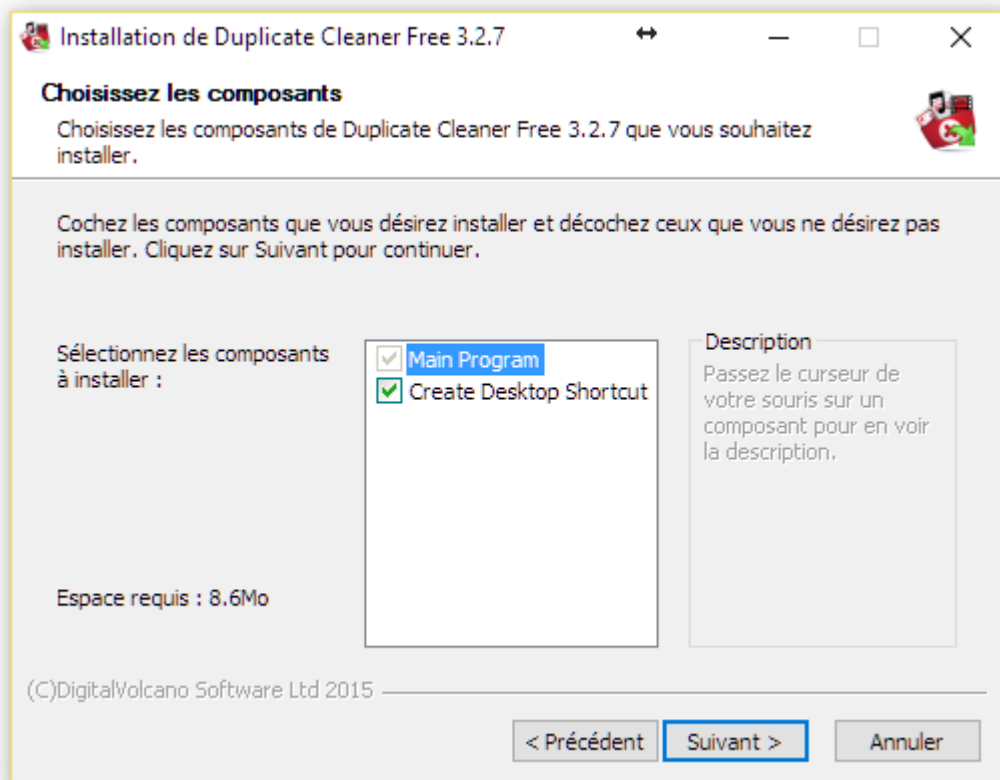 Installation de Duplicate Cleaner Free 3.2.7
Choisissez les composants
Choisissez les composants de Duplicate Cleaner Free 3.2.7 que vous souhaitez
installer.
Cochez les composants que vous désirez installer et décochez ceux que vous ne désirez pas
installer. Cliquez sur Suivant pour continuer.
Sélectionnez les composants
à installer :
Main Program
Create Desktop Shortcut
Description
Passez le curseur de
votre souris sur un
composant pour en voir
la description.
Espace requis : 8.6Mo
(C)DigitalVolcano Software Ltd 2015
< Précédent
Suivant >
Annuler